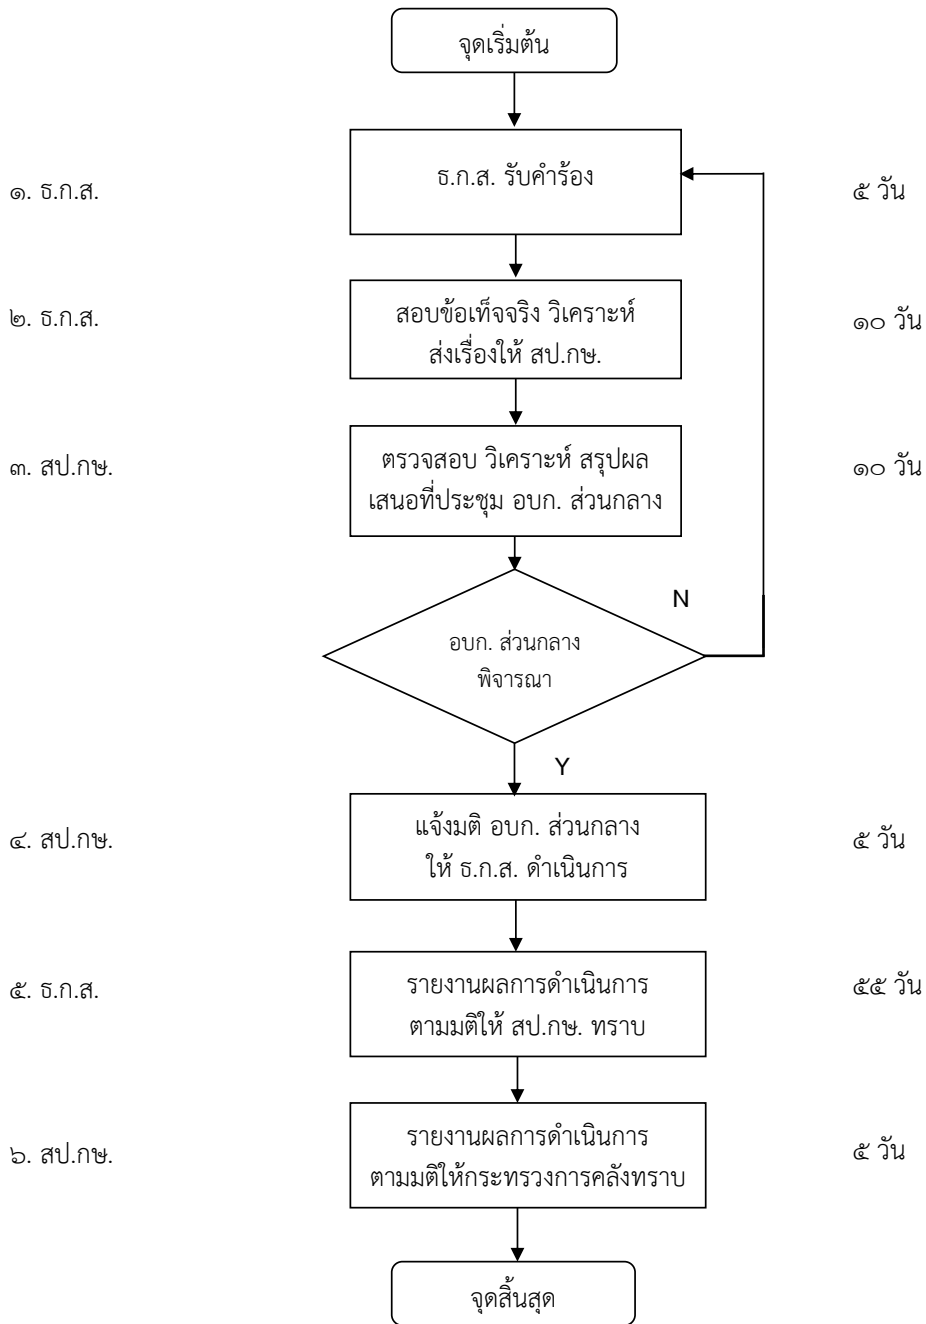 จุดเริ่มต้น
๑. ธ.ก.ส.
ธ.ก.ส. รับคำร้อง
๕ วัน
๒. ธ.ก.ส.
สอบข้อเท็จจริง วิเคราะห์
ส่งเรื่องให้ สป.กษ.
๑๐ วัน
๓. สป.กษ.
ตรวจสอบ วิเคราะห์ สรุปผล
เสนอที่ประชุม อบก. ส่วนกลาง
๑๐ วัน
N
อบก. ส่วนกลาง
พิจารณา
Y
๔. สป.กษ.
แจ้งมติ อบก. ส่วนกลาง
ให้ ธ.ก.ส. ดำเนินการ
๕ วัน
๕. ธ.ก.ส.
รายงานผลการดำเนินการ
ตามมติให้ สป.กษ. ทราบ
๕๕ วัน
๖. สป.กษ.
รายงานผลการดำเนินการ
ตามมติให้กระทรวงการคลังทราบ
๕ วัน
จุดสิ้นสุด